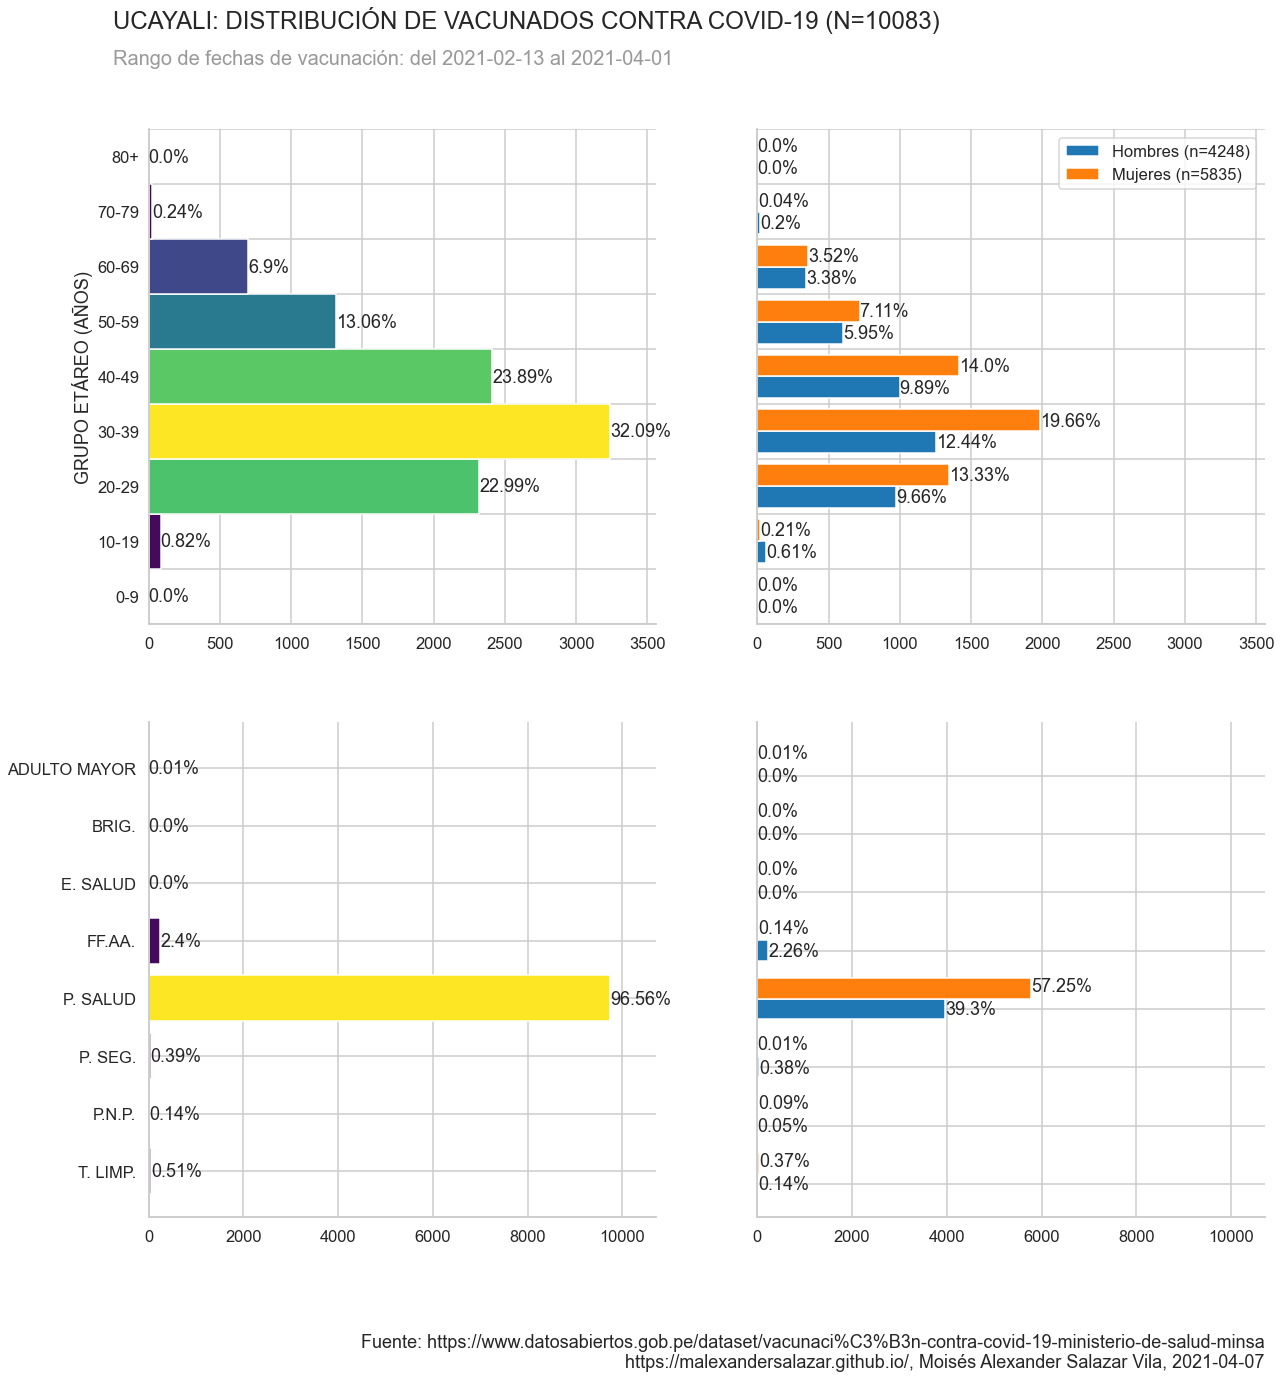 UCAYALI: DISTRIBUCIÓN DE VACUNADOS CONTRA COVID-19 (N=10083)
Rango de fechas de vacunación: del 2021-02-13 al 2021-04-01
GRUPO ETÁREO (AÑOS)
80+ 0.0%
70-79 0.24%
60-69 6.9%
50-59 13.06%
40-49 23.89%
30-39 32.09%
20-29 22.99%
10-19 0.82%
0-9 0.0%
0 500 1000 1500 2000 2500 3000 3500
Hombres (n=4248)
Mujeres (n=5835)
0.0%
0.0%
0.04%
0.2%
3.52%
3.38%
7.11%
5.95%
14.0%
9.89%
19.66%
12.44%
13.33%
9.66%
0.21%
0.61%
0.0%
0.0%
0 500 1000 1500 2000 2500 3000 3500
ADULTO MAYOR 0.01%
BRIG. 0.0%
E. SALUD 0.0%
FF.AA. 2.4%
P. SALUD 96.56%
P. SEG. 0.39%
P.N.P. 0.14%
T. LIMP. 0.51%
0 2000 4000 6000 8000 10000
0.01%
0.0%
0.0%
0.0%
0.0%
0.0%
0.14%
2.26%
57.25%
39.3%
0.01%
0.38%
0.09%
0.05%
0.37%
0.14%
0 2000 4000 6000 8000 10000
Fuente: https://www.datosabiertos.gob.pe/dataset/vacunaci%C3%B3n-contra-covid-19-ministerio-de-salud-minsa
https://malexandersalazar.github.io/, Moisés Alexander Salazar Vila, 2021-04-07